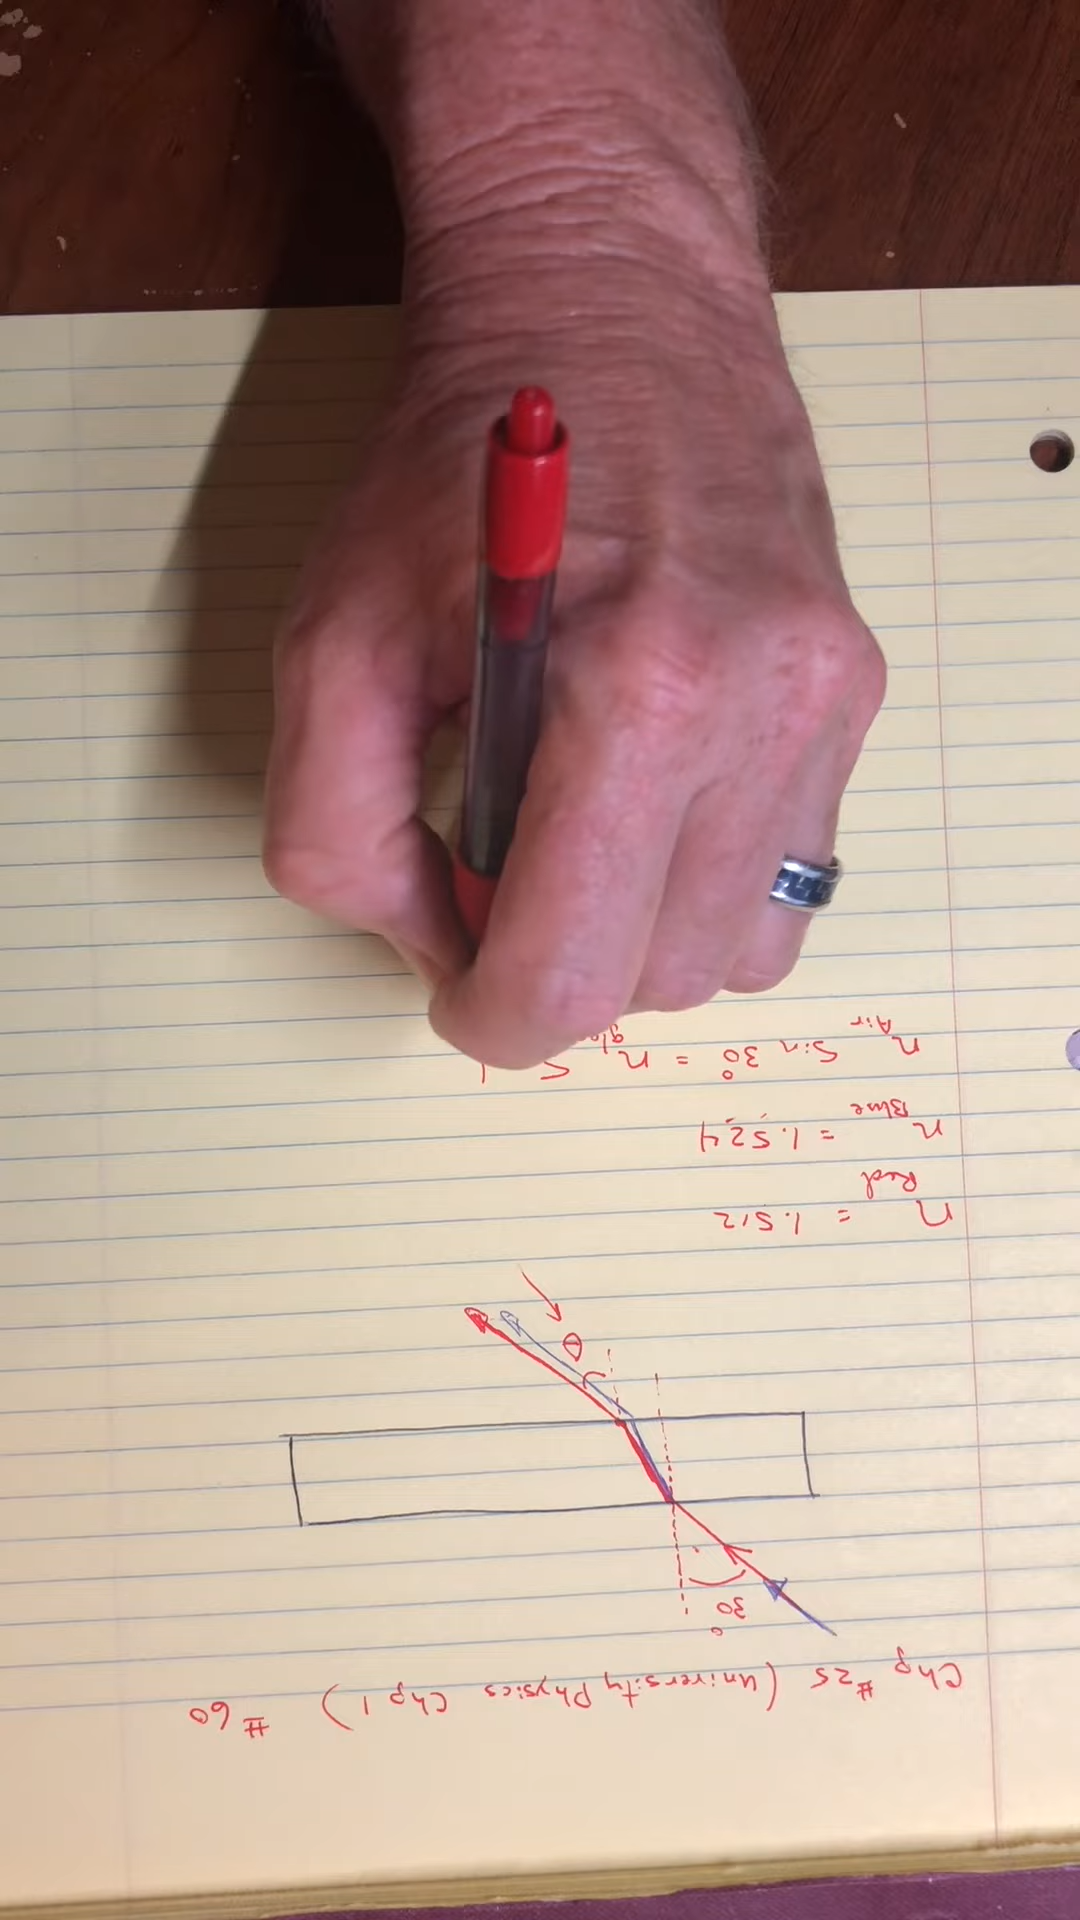 Chp #25 (University Physics Chp 1) #60
30°
θ
n Red = 1.512
n Blue = 1.524
n Air Sin 30° = n